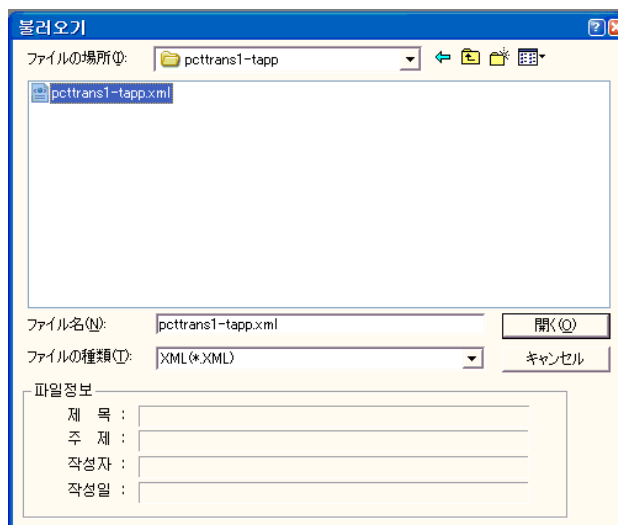 불러오기
ファイルの場所(I):
pcttrans1-tapp
pcttrans1-tapp.xml
ファイル名(N): pcttrans1-tapp.xml 開く(O)
ファイルの種類(T): XML(*.XML) キャンセル
파일정보
제 목 :
주 제 :
작성자 :
작성일 :